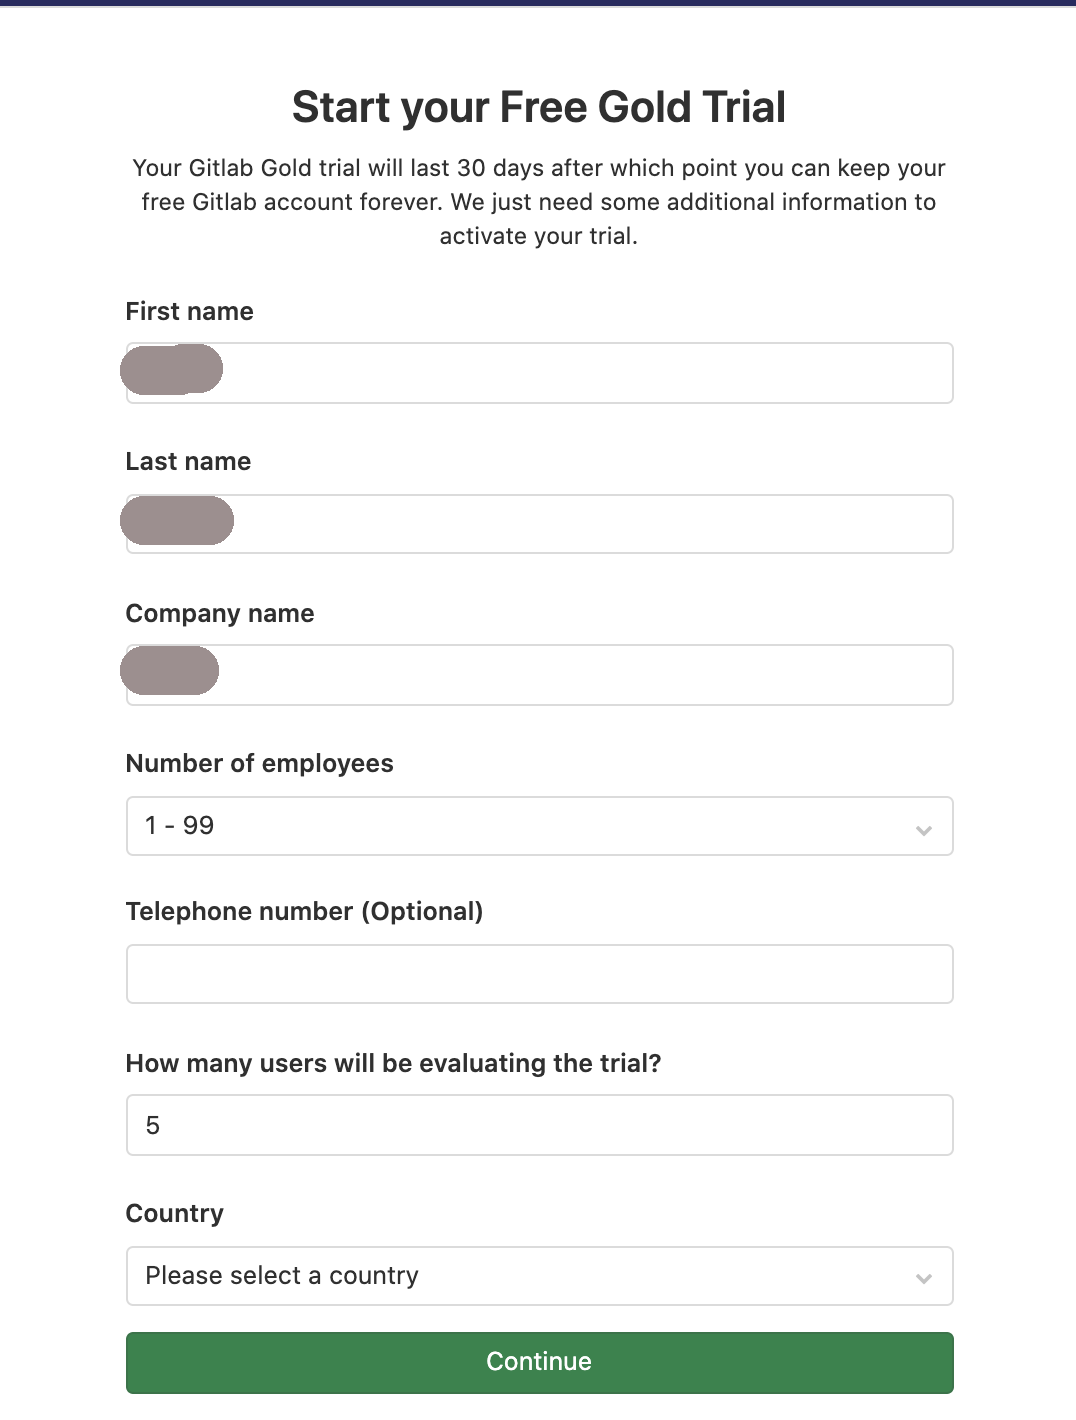 Start your Free Gold Trial
Your Gitlab Gold trial will last 30 days after which point you can keep your
free Gitlab account forever. We just need some additional information to
activate your trial.
First name
Last name
Company name
Number of employees
1 - 99
Telephone number (Optional)
How many users will be evaluating the trial?
5
Country
Please select a country
Continue